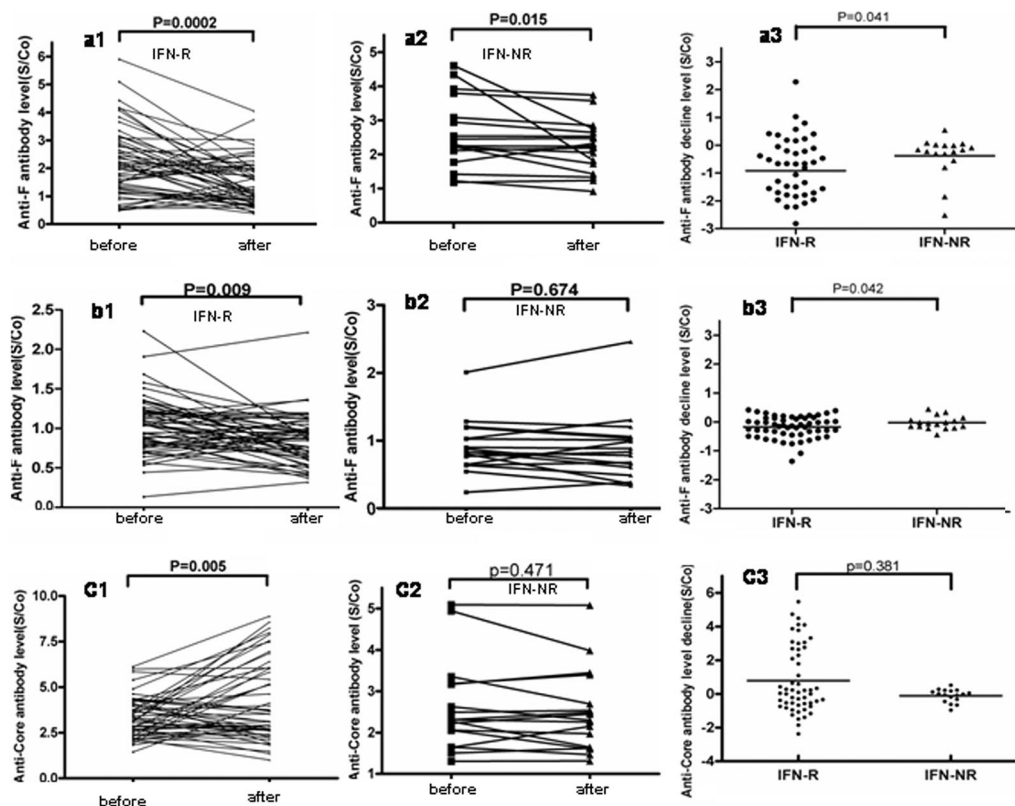 P=0.0002
a1
IFN-R
Anti-F antibody level(S/Co)
6
5
4
3
2
1
0
before after
P=0.015
a2
IFN-NR
Anti-F antibody level(S/Co)
5
4
3
2
1
0
before after
P=0.041
a3
Anti-F antibody decline level (S/Co)
3
2
1
0
-1
-2
-3
IFN-R IFN-NR
P=0.009
b1
IFN-R
Anti-F antibody level(S/Co)
2.5
2.0
1.5
1.0
0.5
0.0
before after
P=0.674
b2
IFN-NR
Anti-F antibody level(S/Co)
3
2
1
0
before after
P=0.042
b3
Anti-F antibody decline level (S/Co)
3
2
1
0
-1
-2
-3
IFN-R IFN-NR
P=0.005
C1
Anti-Core antibody level(S/Co)
10.0
7.5
5.0
2.5
0.0
before after
p=0.471
C2
IFN-NR
Anti-Core antibody level(S/Co)
5
4
3
2
1
before after
p=0.381
C3
Anti-Core antibody level decline(S/Co)
6
4
2
0
-2
-4
IFN-R IFN-NR